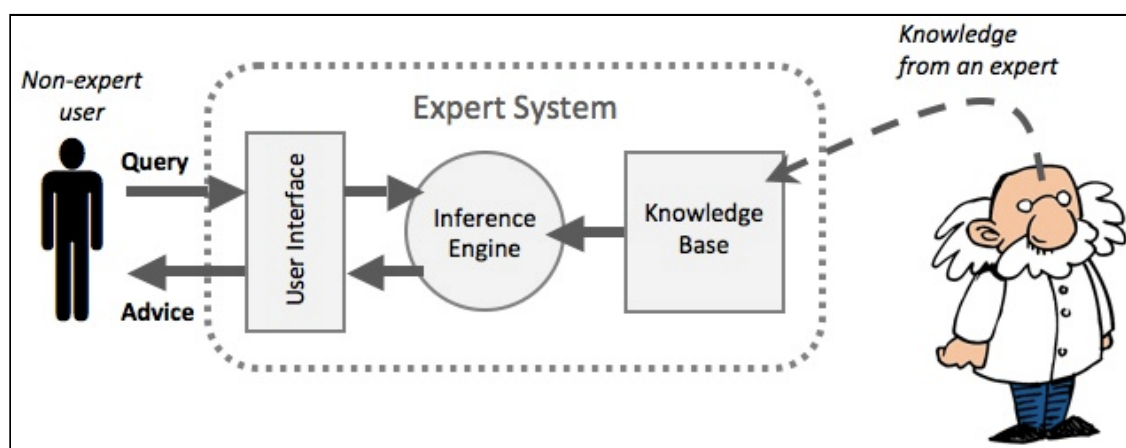 Non-expert
user
Knowledge
from an expert
Expert System
Query
Advice
User Interface
Inference
Engine
Knowledge
Base